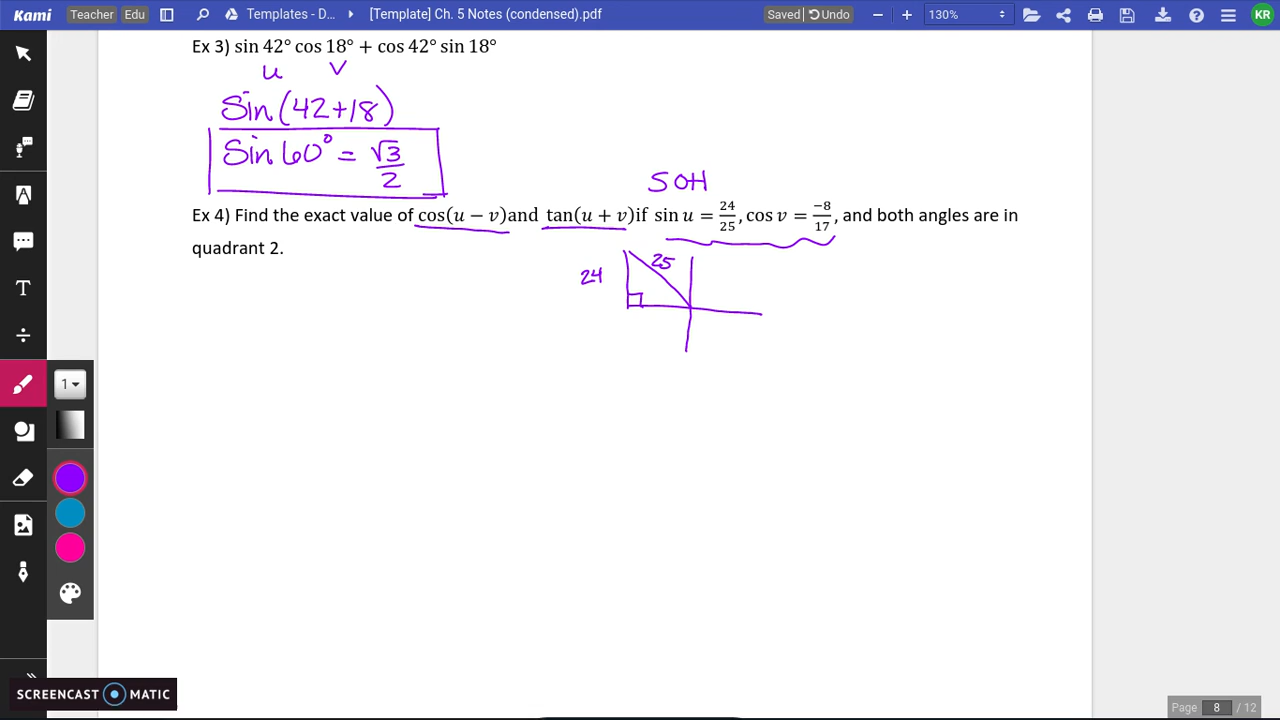 Kami Teacher Edu Templates - D... [Template] Ch. 5 Notes (condensed).pdf Saved Undo 130% KR
Ex 3) sin 42° cos 18° + cos 42° sin 18°
u v
Sin(42+18)
Sin 60° = √3/2
SOH
Ex 4) Find the exact value of cos(u − v)and tan(u + v)if sin u = 24/25, cos v = −8/17, and both angles are in
quadrant 2.
24 25
1
SCREENCAST MATIC
Page 8 / 12